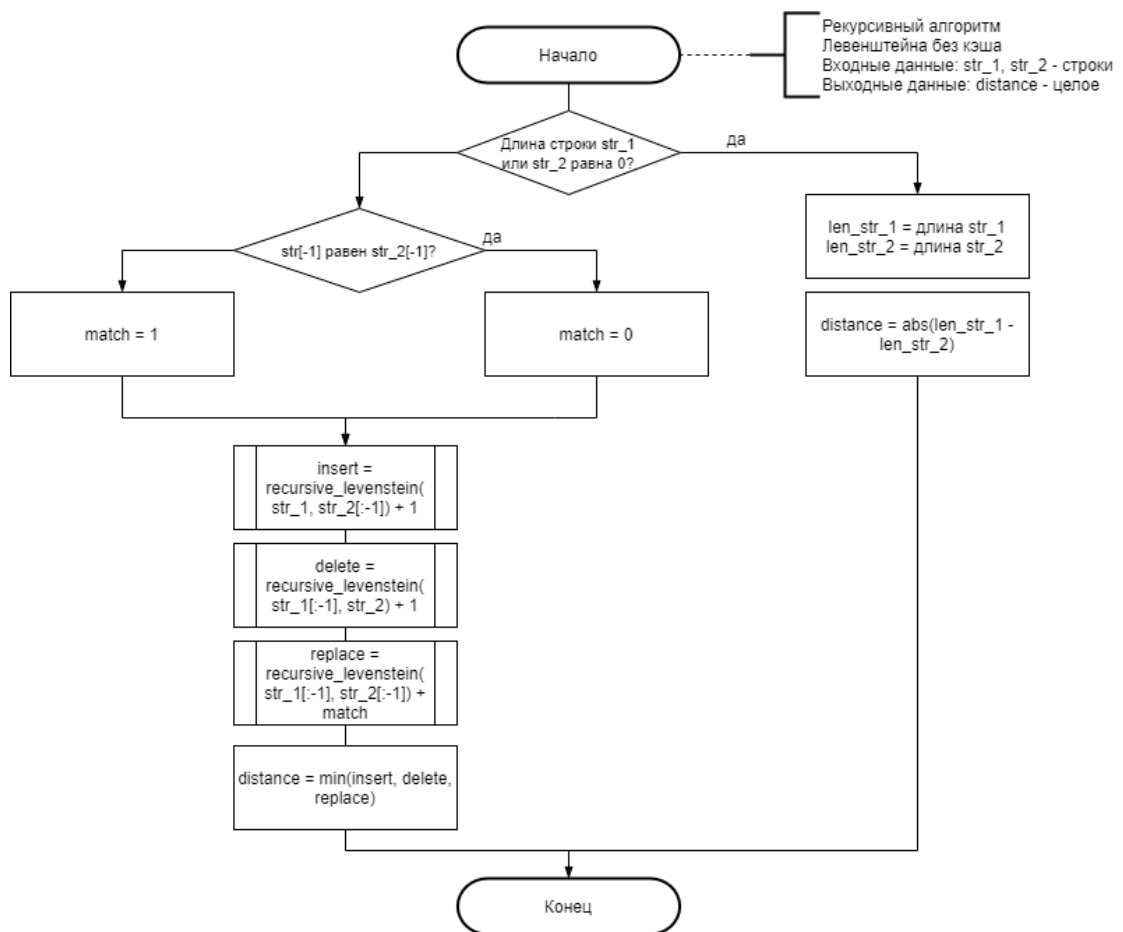 Начало
Рекурсивный алгоритм
Левенштейна без кэша
Входные данные: str_1, str_2 - строки
Выходные данные: distance - целое
Длина строки str_1
или str_2 равна 0?
да
str[-1] равен str_2[-1]?
да
len_str_1 = длина str_1
len_str_2 = длина str_2
match = 1
match = 0
distance = abs(len_str_1 -
len_str_2)
insert =
recursive_levenstein(
str_1, str_2[:-1]) + 1
delete =
recursive_levenstein(
str_1[:-1], str_2) + 1
replace =
recursive_levenstein(
str_1[:-1], str_2[:-1]) +
match
distance = min(insert, delete,
replace)
Конец